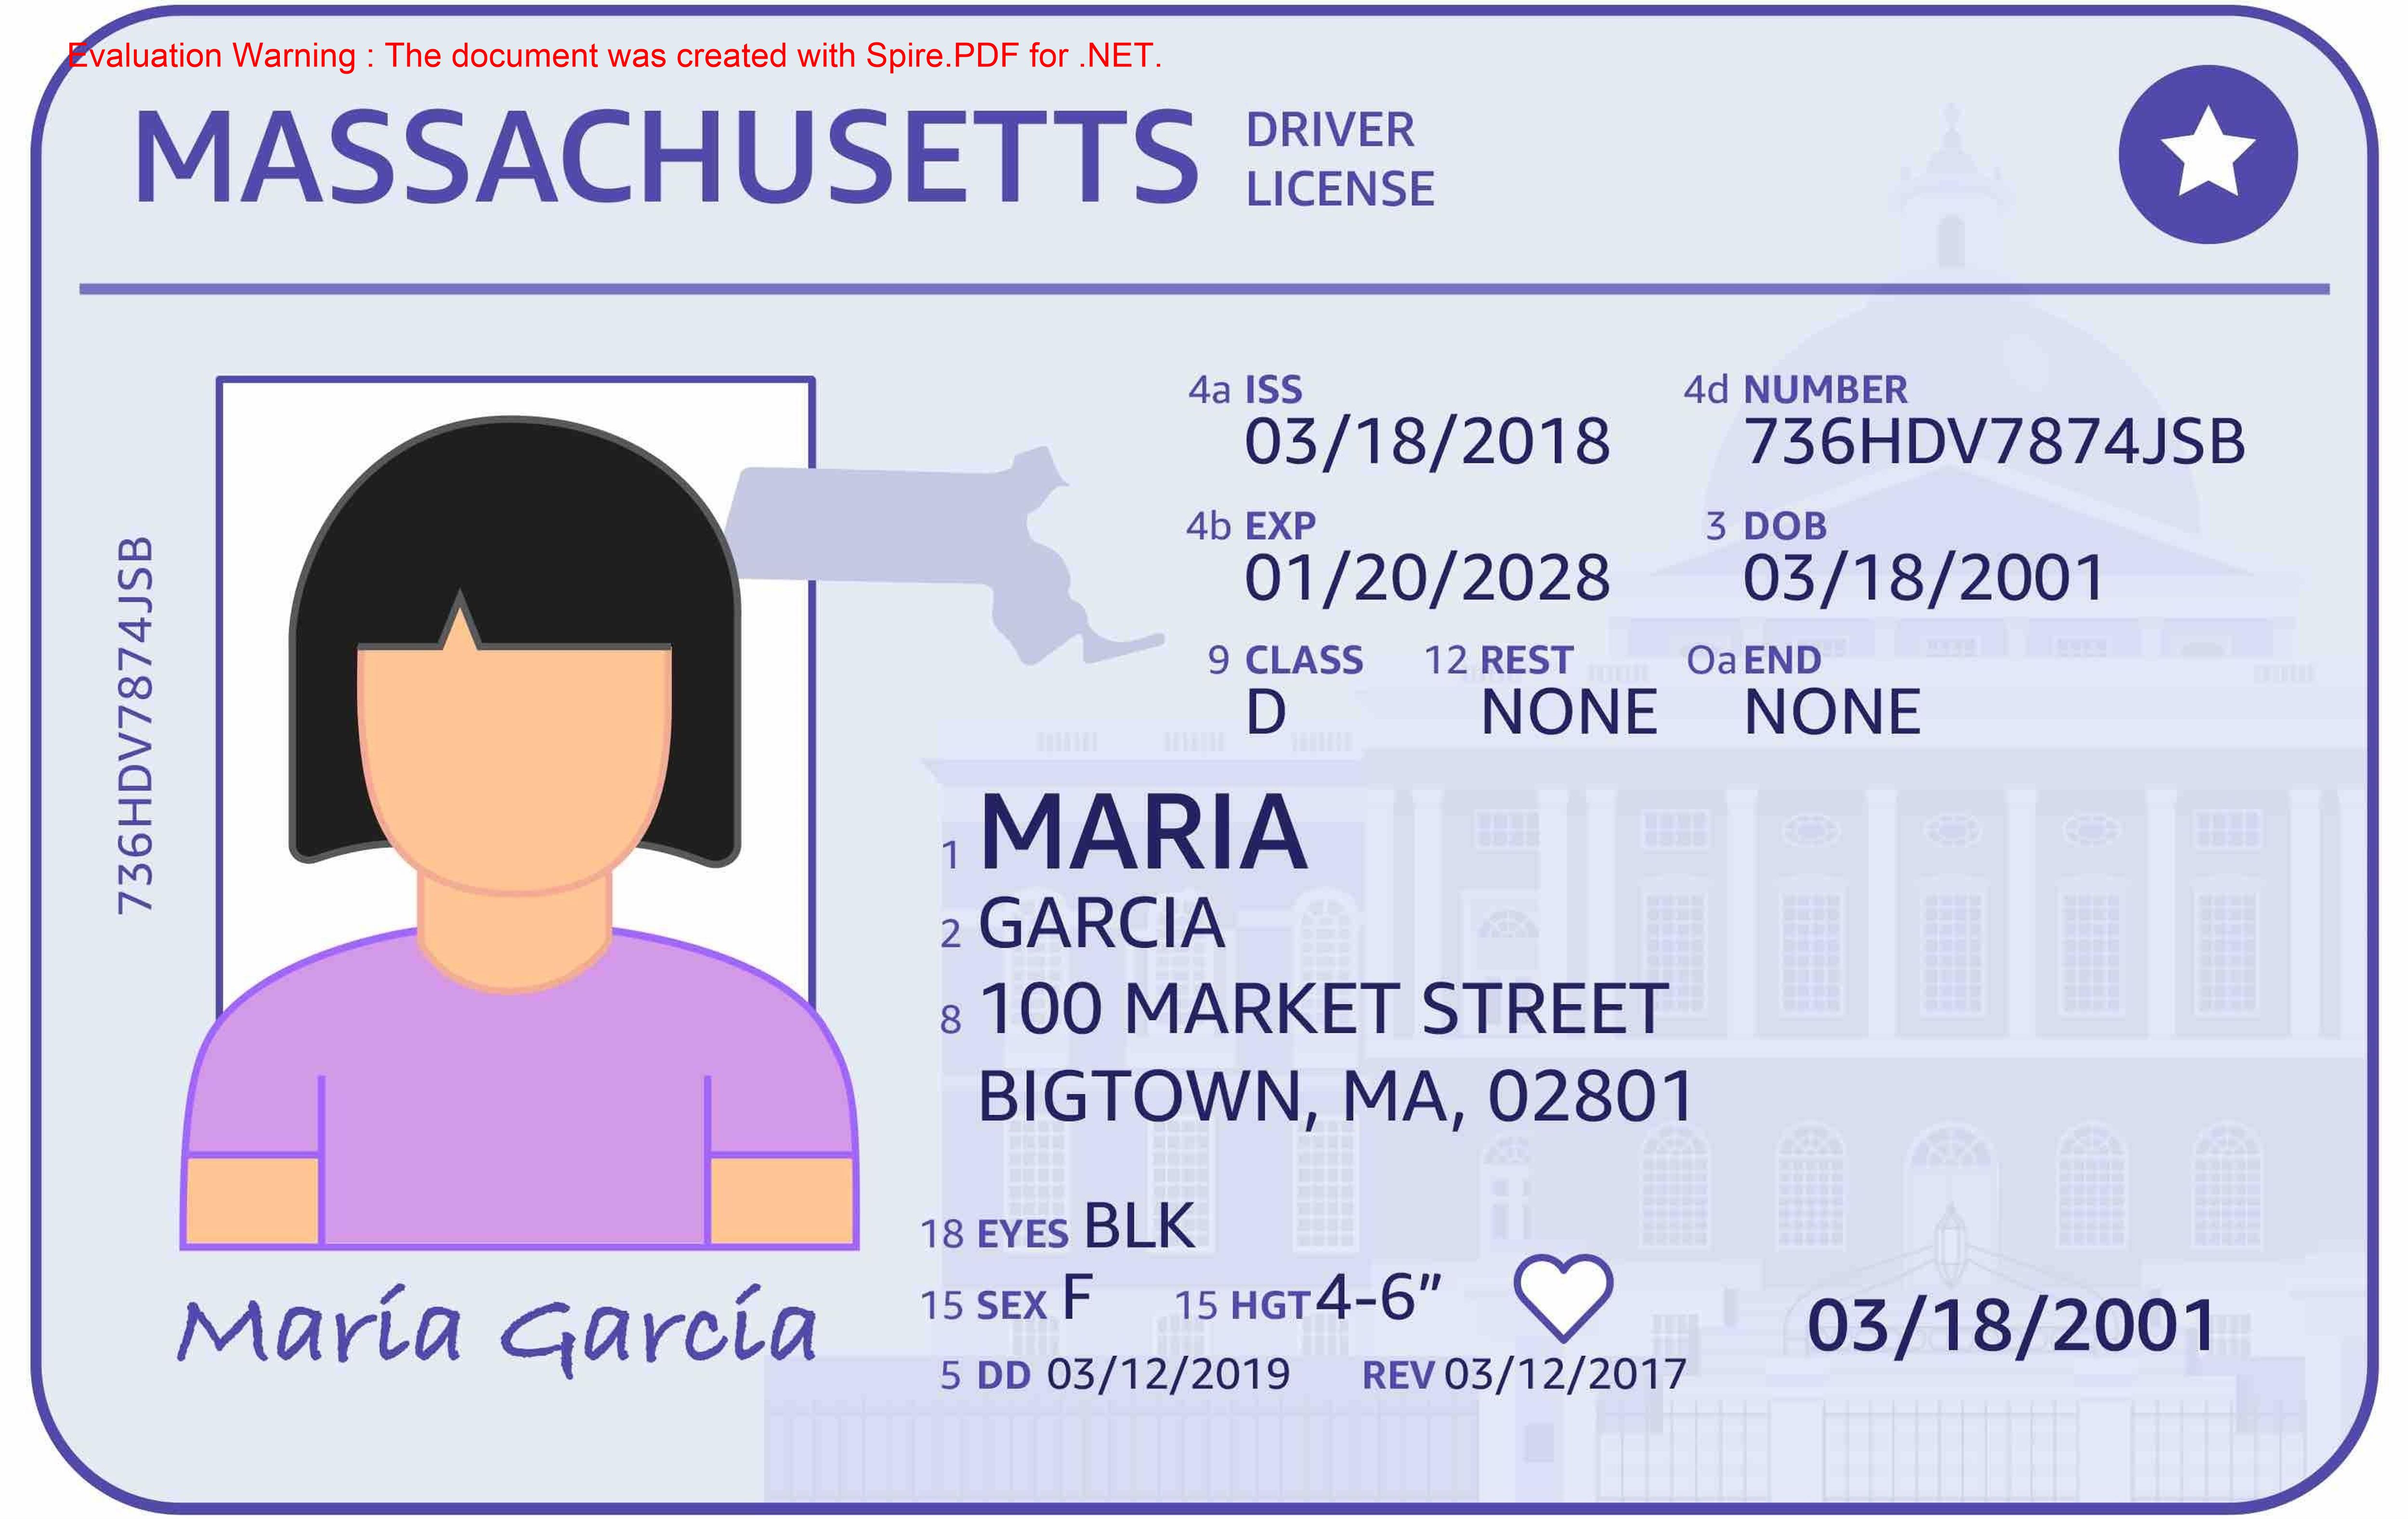 Evaluation Warning : The document was created with Spire.PDF for .NET.
MASSACHUSETTS DRIVER LICENSE
4a ISS 4d NUMBER
03/18/2018 736HDV7874JSB
4b EXP 3 DOB
01/20/2028 03/18/2001
9 CLASS 12 REST 0a END
D NONE NONE
736HDV7874JSB
1 MARIA
2 GARCIA
8 100 MARKET STREET
BIGTOWN, MA, 02801
18 EYES BLK
15 SEX F 15 HGT 4-6"
Maria Garcia
03/18/2001
5 DD 03/12/2019 REV 03/12/2017